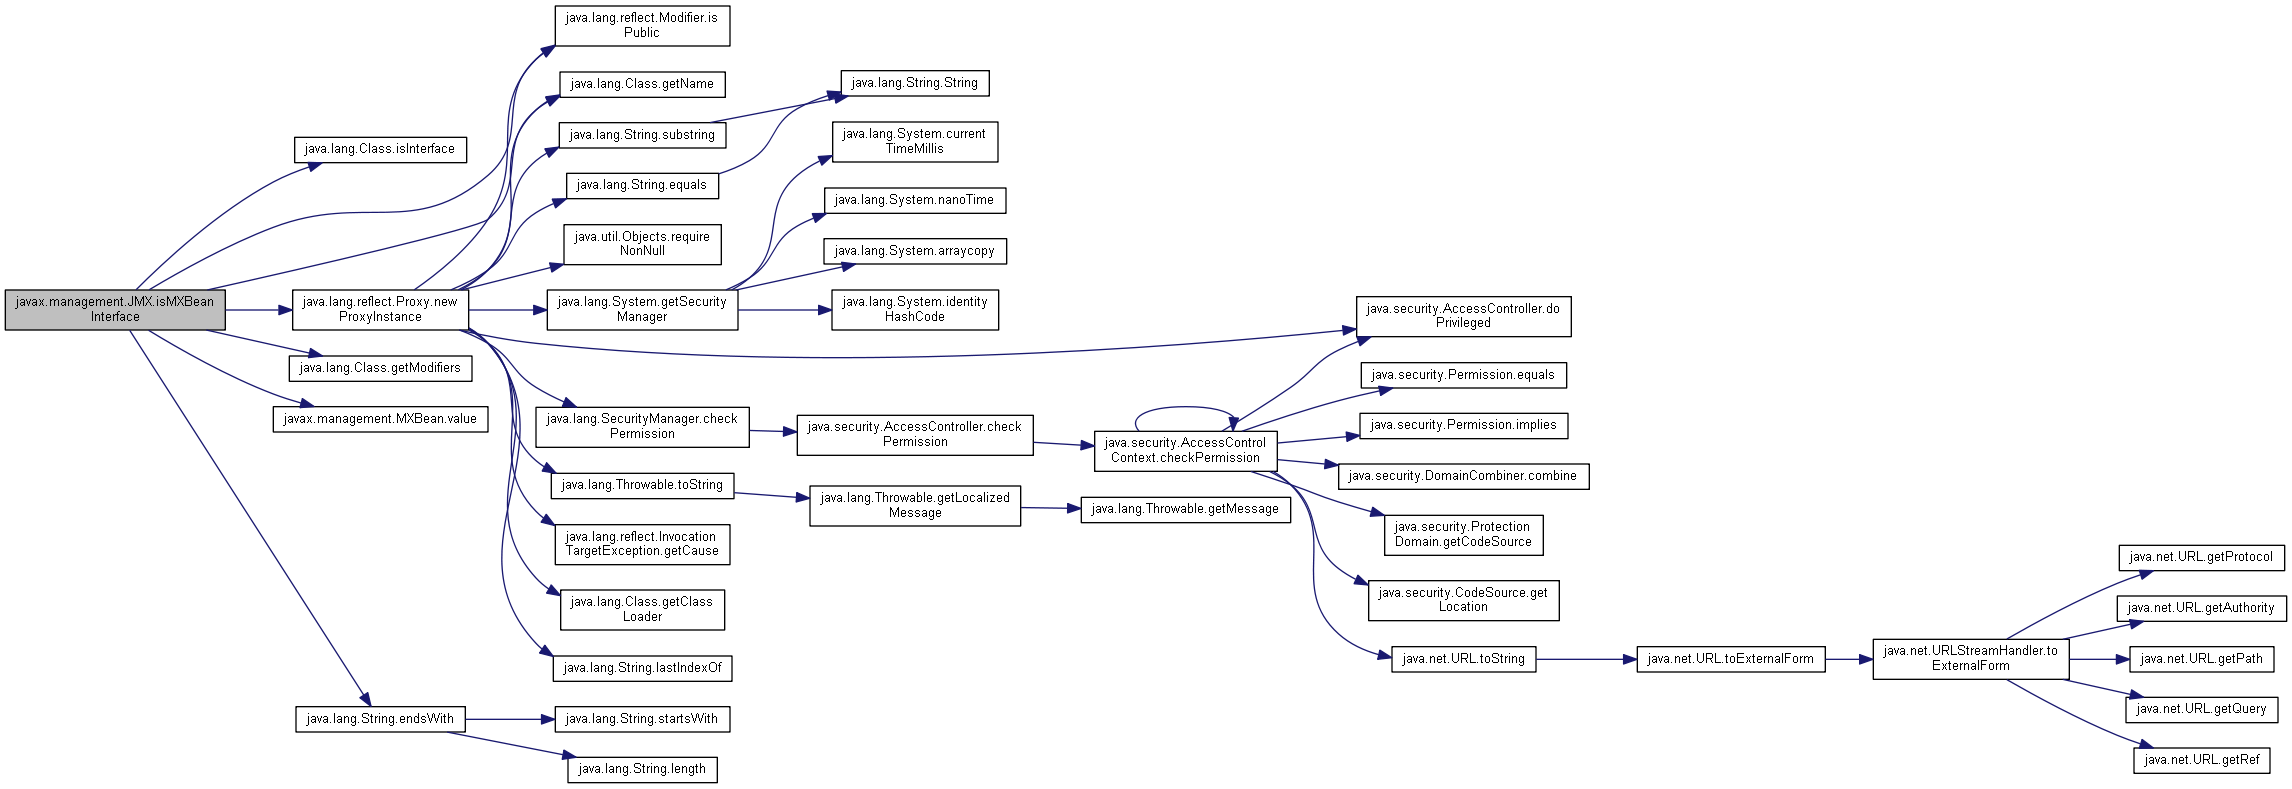 javax.management.JMX.isMXBean
Interface
java.lang.Class.isInterface
java.lang.reflect.Proxy.new
ProxyInstance
java.lang.Class.getModifiers
javax.management.MXBean.value
java.lang.String.endsWith
java.lang.reflect.Modifier.is
Public
java.lang.Class.getName
java.lang.String.substring
java.lang.String.equals
java.util.Objects.require
NonNull
java.lang.System.getSecurity
Manager
java.lang.SecurityManager.check
Permission
java.lang.Throwable.toString
java.lang.reflect.Invocation
TargetException.getCause
java.lang.Class.getClass
Loader
java.lang.String.lastIndexOf
java.lang.String.startsWith
java.lang.String.length
java.lang.String.String
java.lang.System.current
TimeMillis
java.lang.System.nanoTime
java.lang.System.arraycopy
java.lang.System.identity
HashCode
java.security.AccessController.check
Permission
java.lang.Throwable.getLocalized
Message
java.security.AccessControl
Context.checkPermission
java.lang.Throwable.getMessage
java.security.AccessController.do
Privileged
java.security.Permission.equals
java.security.Permission.implies
java.security.DomainCombiner.combine
java.security.Protection
Domain.getCodeSource
java.security.CodeSource.get
Location
java.net.URL.toString
java.net.URL.toExternalForm
java.net.URLStreamHandler.to
ExternalForm
java.net.URL.getProtocol
java.net.URL.getAuthority
java.net.URL.getPath
java.net.URL.getQuery
java.net.URL.getRef